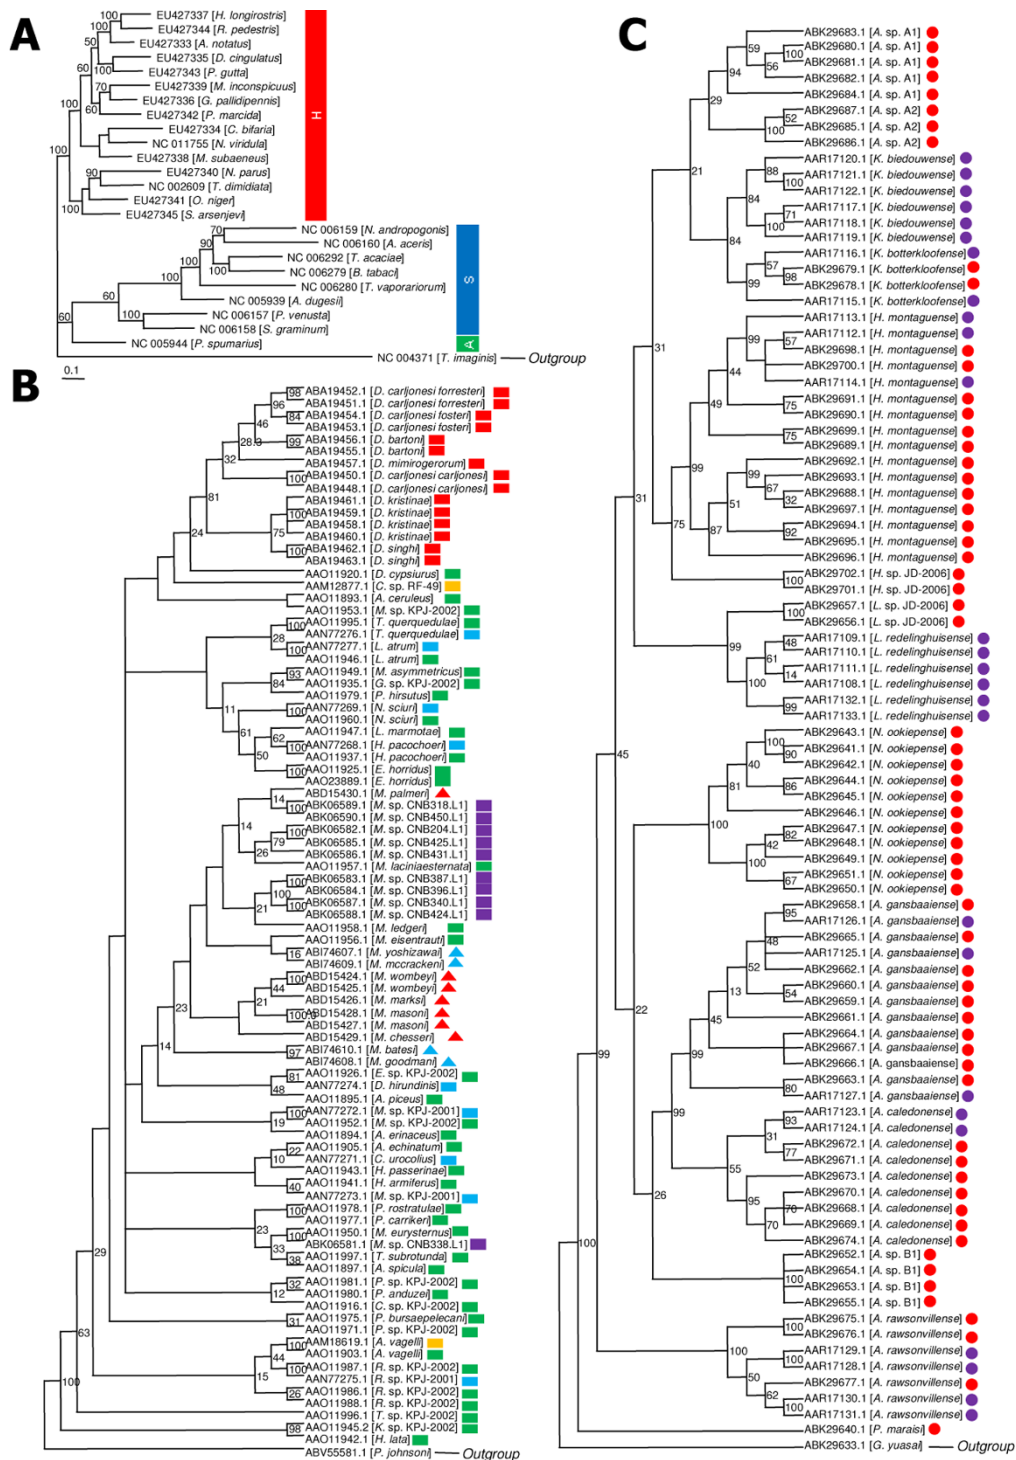 A
EU427337 [H. longirostris]
EU427344 [R. pedestris]
EU427333 [A. notatus]
EU427335 [D. cingulatus]
EU427343 [P. gutta]
EU427339 [M. inconspicuus]
EU427336 [G. pallidipennis]
EU427342 [P. marcida]
EU427334 [C. bifaria]
NC 011755 [N. viridula]
EU427338 [M. subaeneus]
EU427340 [N. parus]
NC 002609 [T. dimidiata]
EU427341 [O. niger]
EU427345 [S. arsenjevi]
H
NC 006159 [N. andropogonis]
NC 006160 [A. aceris]
NC 006292 [T. acaciae]
NC 006279 [B. tabaci]
NC 006280 [T. vaporariorum]
NC 005939 [A. dugesii]
NC 006157 [P. venusta]
NC 006158 [S. graminum]
S
NC 005944 [P. spumarius]
A
NC 004371 [T. imaginis] Outgroup
0.1
B
ABA19452.1 [D. carljonesi forresteri]
ABA19451.1 [D. carljonesi forresteri]
ABA19454.1 [D. carljonesi fosteri]
ABA19453.1 [D. carljonesi fosteri]
ABA19456.1 [D. bartoni]
ABA19455.1 [D. bartoni]
ABA19457.1 [D. mimirogerorum]
ABA19450.1 [D. carljonesi carljonesi]
ABA19448.1 [D. carljonesi carljonesi]
ABA19461.1 [D. kristinae]
ABA19459.1 [D. kristinae]
ABA19458.1 [D. kristinae]
ABA19460.1 [D. kristinae]
ABA19462.1 [D. singhi]
ABA19463.1 [D. singhi]
AAO11920.1 [D. cypsiurus]
AAM12877.1 [C. sp. RF-49]
AAO11893.1 [A. ceruleus]
AAO11953.1 [M. sp. KPJ-2002]
AAO11995.1 [T. querquedulae]
AAN77276.1 [T. querquedulae]
AAN77277.1 [L. atrum]
AAO11946.1 [L. atrum]
AAO11949.1 [M. asymmetricus]
AAO11935.1 [G. sp. KPJ-2002]
AAO11979.1 [P. hirsutus]
AAN77269.1 [N. sciuri]
AAO11960.1 [N. sciuri]
AAO11947.1 [L. marmotae]
AAN77268.1 [H. pacochoeri]
AAO11937.1 [H. pacochoeri]
AAO11925.1 [E. horridus]
AAO23889.1 [E. horridus]
ABD15430.1 [M. palmeri]
ABK06589.1 [M. sp. CNB318.L1]
ABK06590.1 [M. sp. CNB450.L1]
ABK06582.1 [M. sp. CNB204.L1]
ABK06585.1 [M. sp. CNB425.L1]
ABK06586.1 [M. sp. CNB431.L1]
AAO11957.1 [M. laciniaesternata]
ABK06583.1 [M. sp. CNB387.L1]
ABK06584.1 [M. sp. CNB396.L1]
ABK06587.1 [M. sp. CNB340.L1]
ABK06588.1 [M. sp. CNB424.L1]
AAO11958.1 [M. ledgeri]
AAO11956.1 [M. eisentrauti]
ABI74607.1 [M. yoshizawai]
ABI74609.1 [M. mccrackeni]
ABD15424.1 [M. wombeyi]
ABD15425.1 [M. wombeyi]
ABD15426.1 [M. marksi]
ABD15428.1 [M. masoni]
ABD15427.1 [M. masoni]
ABD15429.1 [M. chesseri]
ABI74610.1 [M. batesi]
ABI74608.1 [M. goodmani]
AAO11926.1 [E. sp. KPJ-2002]
AAN77274.1 [D. hirundinis]
AAO11895.1 [A. piceus]
AAN77272.1 [M. sp. KPJ-2001]
AAO11952.1 [M. sp. KPJ-2002]
AAO11894.1 [A. erinaceus]
AAO11905.1 [A. echinatum]
AAN77271.1 [C. urocolius]
AAO11943.1 [H. passerinae]
AAO11941.1 [H. armiferus]
AAN77273.1 [M. sp. KPJ-2001]
AAO11978.1 [P. rostratulae]
AAO11977.1 [P. carrikeri]
AAO11950.1 [M. eurysternus]
ABK06581.1 [M. sp. CNB338.L1]
AAO11997.1 [T. subrotunda]
AAO11897.1 [A. spicula]
AAO11981.1 [P. sp. KPJ-2002]
AAO11980.1 [P. anduzei]
AAO11916.1 [C. sp. KPJ-2002]
AAO11975.1 [P. bursaepelecani]
AAO11971.1 [P. sp. KPJ-2002]
AAM18619.1 [A. vagelli]
AAO11903.1 [A. vagelli]
AAO11987.1 [R. sp. KPJ-2002]
AAN77275.1 [R. sp. KPJ-2001]
AAO11986.1 [R. sp. KPJ-2002]
AAO11988.1 [R. sp. KPJ-2002]
AAO11996.1 [T. sp. KPJ-2002]
AAO11945.2 [K. sp. KPJ-2002]
AAO11942.1 [H. lata]
ABV55581.1 [P. johnsoni] Outgroup
C
ABK29683.1 [A. sp. A1]
ABK29680.1 [A. sp. A1]
ABK29681.1 [A. sp. A1]
ABK29682.1 [A. sp. A1]
ABK29684.1 [A. sp. A1]
ABK29687.1 [A. sp. A2]
ABK29685.1 [A. sp. A2]
ABK29686.1 [A. sp. A2]
AAR17120.1 [K. biedouwense]
AAR17121.1 [K. biedouwense]
AAR17122.1 [K. biedouwense]
AAR17117.1 [K. biedouwense]
AAR17118.1 [K. biedouwense]
AAR17119.1 [K. biedouwense]
AAR17116.1 [K. botterkloofense]
ABK29679.1 [K. botterkloofense]
ABK29678.1 [K. botterkloofense]
AAR17115.1 [K. botterkloofense]
AAR17113.1 [H. montaguense]
AAR17112.1 [H. montaguense]
ABK29698.1 [H. montaguense]
ABK29700.1 [H. montaguense]
AAR17114.1 [H. montaguense]
ABK29691.1 [H. montaguense]
ABK29690.1 [H. montaguense]
ABK29699.1 [H. montaguense]
ABK29689.1 [H. montaguense]
ABK29692.1 [H. montaguense]
ABK29693.1 [H. montaguense]
ABK29688.1 [H. montaguense]
ABK29697.1 [H. montaguense]
ABK29694.1 [H. montaguense]
ABK29695.1 [H. montaguense]
ABK29696.1 [H. montaguense]
ABK29702.1 [H. sp. JD-2006]
ABK29701.1 [H. sp. JD-2006]
ABK29657.1 [L. sp. JD-2006]
ABK29656.1 [L. sp. JD-2006]
AAR17109.1 [L. redelinghuisense]
AAR17110.1 [L. redelinghuisense]
AAR17111.1 [L. redelinghuisense]
AAR17108.1 [L. redelinghuisense]
AAR17132.1 [L. redelinghuisense]
AAR17133.1 [L. redelinghuisense]
ABK29643.1 [N. ookiepense]
ABK29641.1 [N. ookiepense]
ABK29642.1 [N. ookiepense]
ABK29644.1 [N. ookiepense]
ABK29645.1 [N. ookiepense]
ABK29646.1 [N. ookiepense]
ABK29647.1 [N. ookiepense]
ABK29648.1 [N. ookiepense]
ABK29649.1 [N. ookiepense]
ABK29651.1 [N. ookiepense]
ABK29650.1 [N. ookiepense]
ABK29658.1 [A. gansbaaiense]
AAR17126.1 [A. gansbaaiense]
ABK29665.1 [A. gansbaaiense]
AAR17125.1 [A. gansbaaiense]
ABK29662.1 [A. gansbaaiense]
ABK29660.1 [A. gansbaaiense]
ABK29659.1 [A. gansbaaiense]
ABK29661.1 [A. gansbaaiense]
ABK29664.1 [A. gansbaaiense]
ABK29667.1 [A. gansbaaiense]
ABK29666.1 [A. gansbaaiense]
ABK29663.1 [A. gansbaaiense]
AAR17127.1 [A. gansbaaiense]
AAR17123.1 [A. caledonense]
AAR17124.1 [A. caledonense]
ABK29672.1 [A. caledonense]
ABK29671.1 [A. caledonense]
ABK29673.1 [A. caledonense]
ABK29670.1 [A. caledonense]
ABK29668.1 [A. caledonense]
ABK29669.1 [A. caledonense]
ABK29674.1 [A. caledonense]
ABK29652.1 [A. sp. B1]
ABK29654.1 [A. sp. B1]
ABK29653.1 [A. sp. B1]
ABK29655.1 [A. sp. B1]
ABK29675.1 [A. rawsonvillense]
ABK29676.1 [A. rawsonvillense]
AAR17129.1 [A. rawsonvillense]
AAR17128.1 [A. rawsonvillense]
ABK29677.1 [A. rawsonvillense]
AAR17130.1 [A. rawsonvillense]
AAR17131.1 [A. rawsonvillense]
ABK29640.1 [P. maraisi]
ABK29633.1 [G. yuasai] Outgroup